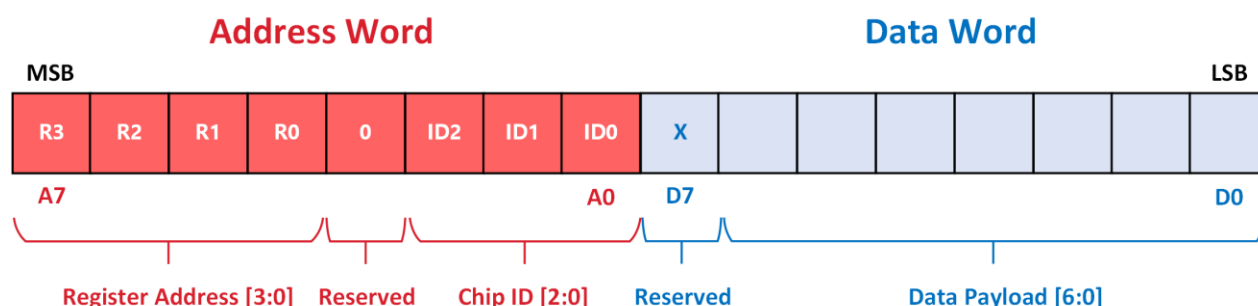 Address Word Data Word
MSB LSB
R3 R2 R1 R0 0 ID2 ID1 ID0 X
A7 A0 D7 D0
Register Address [3:0] Reserved Chip ID [2:0] Reserved Data Payload [6:0]